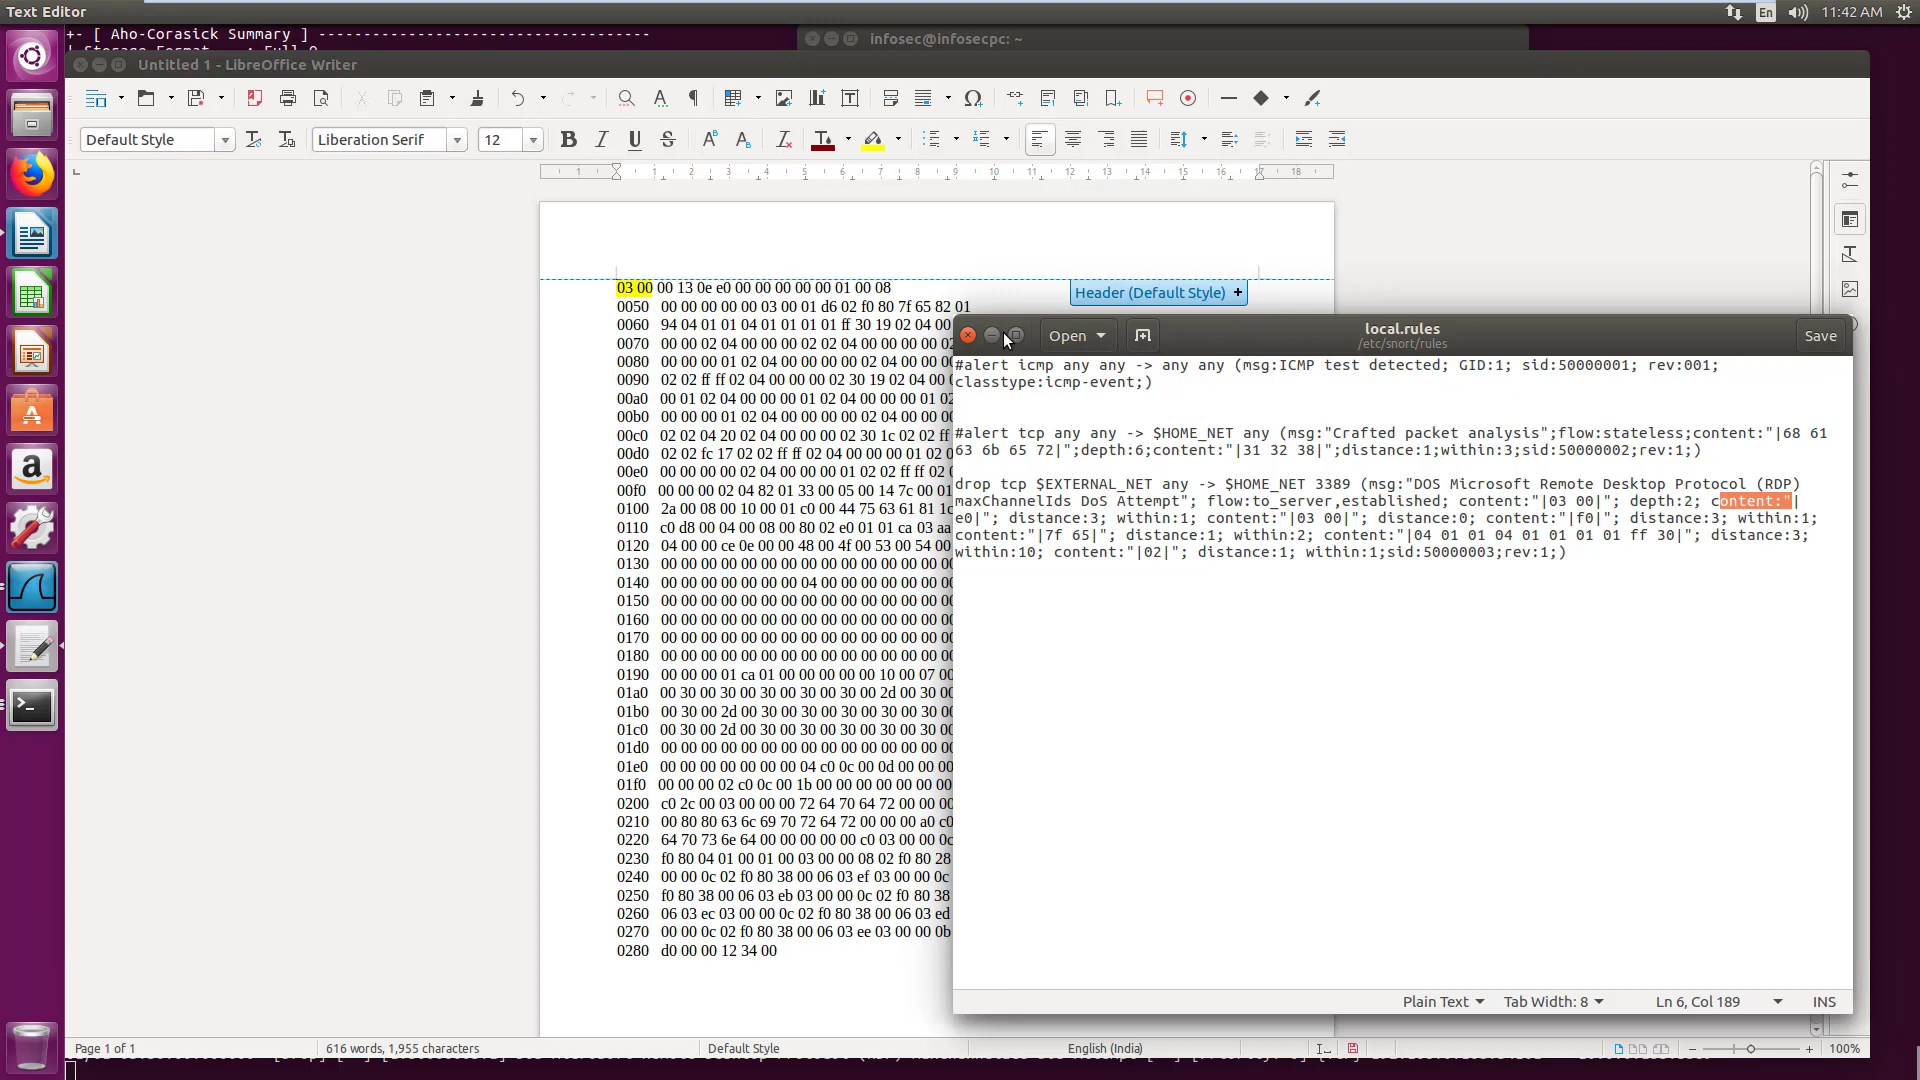 Text Editor
En
11:42 AM
+- [ Aho-Corasick Summary ] -------------------------------------
infosec@infosecpc: ~
Untitled 1 - LibreOffice Writer
Default Style
Liberation Serif
12
1 1 2 3 4 5 6 7 8 9 10 11 12 13 14 15 16 17 18
03 00 00 13 0e e0 00 00 00 00 00 01 00 08
0050 00 00 00 00 00 03 00 01 d6 02 f0 80 7f 65 82 01
0060 94 04 01 01 04 01 01 01 01 ff 30 19 02 04 00
0070 00 00 02 04 00 00 00 02 02 04 00 00 00 00 02
0080 00 00 00 01 02 04 00 00 00 00 02 04 00 00
0090 02 02 ff ff 02 04 00 00 00 02 30 19 02 04 00 0
00a0 00 01 02 04 00 00 00 01 02 04 00 00 00 01 02
00b0 00 00 00 01 02 04 00 00 00 00 02 04 00 00
00c0 02 02 04 20 02 04 00 00 00 02 30 1c 02 02 ff
00d0 02 02 fc 17 02 02 ff ff 02 04 00 00 00 01 02 0
00e0 00 00 00 00 02 04 00 00 00 01 02 02 ff ff 02
00f0 00 00 00 02 04 82 01 33 00 05 00 14 7c 00 01
0100 2a 00 08 00 10 00 01 c0 00 44 75 63 61 81 1c
0110 c0 d8 00 04 00 08 00 80 02 e0 01 01 ca 03 aa
0120 04 00 00 ce 0e 00 00 48 00 4f 00 53 00 54 00
0130 00 00 00 00 00 00 00 00 00 00 00 00 00 00
0140 00 00 00 00 00 00 00 04 00 00 00 00 00 00
0150 00 00 00 00 00 00 00 00 00 00 00 00 00 00
0160 00 00 00 00 00 00 00 00 00 00 00 00 00 00
0170 00 00 00 00 00 00 00 00 00 00 00 00 00 00
0180 00 00 00 00 00 00 00 00 00 00 00 00 00 00
0190 00 00 00 01 ca 01 00 00 00 00 00 10 00 07 00
01a0 00 30 00 30 00 30 00 30 00 30 00 2d 00 30 00
01b0 00 30 00 2d 00 30 00 30 00 30 00 30 00 30 00
01c0 00 30 00 2d 00 30 00 30 00 30 00 30 00 30 00
01d0 00 00 00 00 00 00 00 00 00 00 00 00 00 00
01e0 00 00 00 00 00 00 00 04 c0 0c 00 0d 00 00 00
01f0 00 00 00 02 c0 0c 00 1b 00 00 00 00 00 00 00
0200 c0 2c 00 03 00 00 00 72 64 70 64 72 00 00 00
0210 00 80 80 63 6c 69 70 72 64 72 00 00 00 a0 c0
0220 64 70 73 6e 64 00 00 00 00 00 c0 03 00 00 0c
0230 f0 80 04 01 00 01 00 03 00 00 08 02 f0 80 28
0240 00 00 0c 02 f0 80 38 00 06 03 ef 03 00 00 0c
0250 f0 80 38 00 06 03 eb 03 00 00 0c 02 f0 80 38
0260 06 03 ec 03 00 00 0c 02 f0 80 38 00 06 03 ed
0270 00 00 0c 02 f0 80 38 00 06 03 ee 03 00 00 0b
0280 d0 00 00 12 34 00
Header (Default Style) +
Open
local.rules
/etc/snort/rules
Save
#alert icmp any any -> any any (msg:ICMP test detected; GID:1; sid:50000001; rev:001;
classtype:icmp-event;)
#alert tcp any any -> $HOME_NET any (msg:"Crafted packet analysis";flow:stateless;content:"|68 61
63 6b 65 72|";depth:6;content:"|31 32 38|";distance:1;within:3;sid:50000002;rev:1;)
drop tcp $EXTERNAL_NET any -> $HOME_NET 3389 (msg:"DOS Microsoft Remote Desktop Protocol (RDP)
maxChannelIds DoS Attempt"; flow:to_server,established; content:"|03 00|"; depth:2; content:"|
e0|"; distance:3; within:1; content:"|03 00|"; distance:0; content:"|f0|"; distance:3; within:1;
content:"|7f 65|"; distance:1; within:2; content:"|04 01 01 04 01 01 01 01 ff 30|"; distance:3;
within:10; content:"|02|"; distance:1; within:1;sid:50000003;rev:1;)
Plain Text
Tab Width: 8
Ln 6, Col 189
INS
Page 1 of 1
616 words, 1,955 characters
Default Style
English (India)
100%